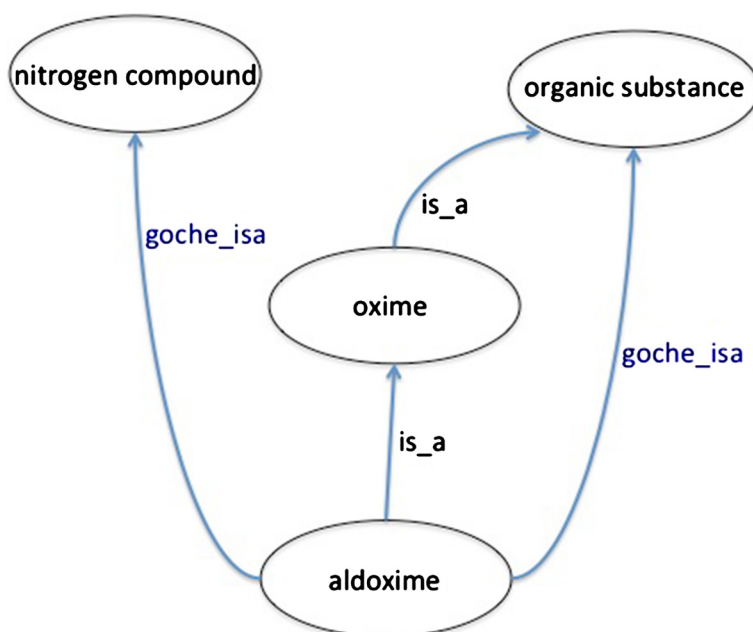 nitrogen compound
organic substance
is_a
goche_isa
oxime
goche_isa
is_a
aldoxime